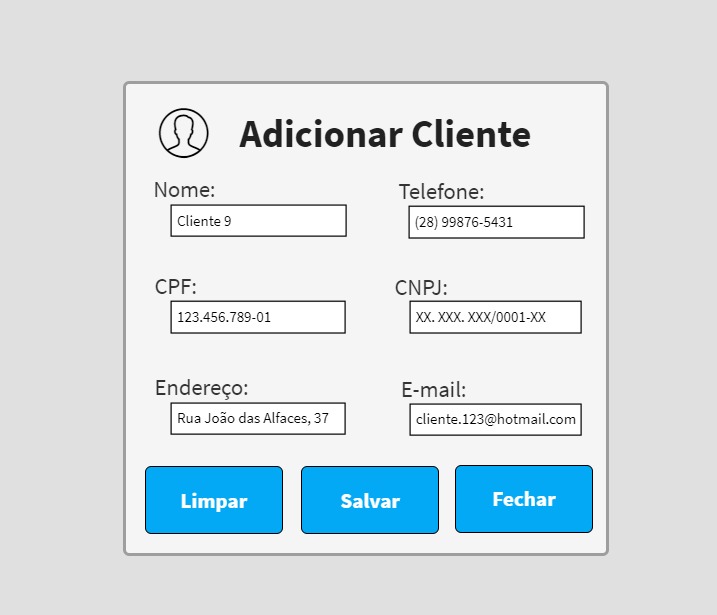 Adicionar Cliente
Nome:
Telefone:
Cliente 9
(28) 99876-5431
CPF:
CNPJ:
123.456.789-01
XX. XXX. XXX/0001-XX
Endereço:
E-mail:
Rua João das Alfaces, 37
cliente.123@hotmail.com
Limpar
Salvar
Fechar